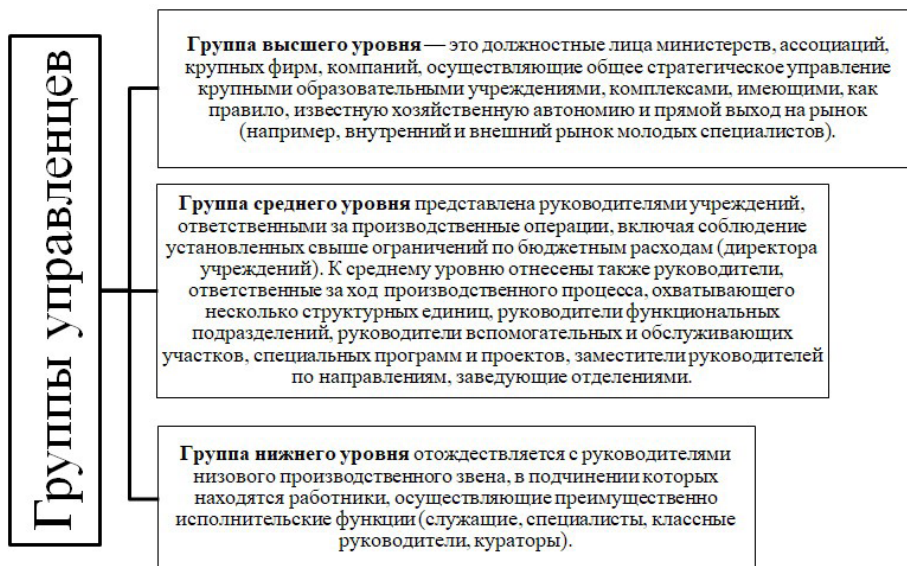 Группы управленцев
Группа высшего уровня — это должностные лица министерств, ассоциаций,
крупных фирм, компаний, осуществляющие общее стратегическое управление
крупными образовательными учреждениями, комплексами, имеющими, как
правило, известную хозяйственную автономию и прямой выход на рынок
(например, внутренний и внешний рынок молодых специалистов).
Группа среднего уровня представлена руководителями учреждений,
ответственными за производственные операции, включая соблюдение
установленных свыше ограничений по бюджетным расходам (директора
учреждений). К среднему уровню отнесены также руководители,
ответственные за ход производственного процесса, охватывающего
несколько структурных единиц, руководители функциональных
подразделений, руководители вспомогательных и обслуживающих
участков, специальных программ и проектов, заместители руководителей
по направлениям, заведующие отделениями.
Группа нижнего уровня отождествляется с руководителями
низового производственного звена, в подчинении которых
находятся работники, осуществляющие преимущественно
исполнительские функции (служащие, специалисты, классные
руководители, кураторы).